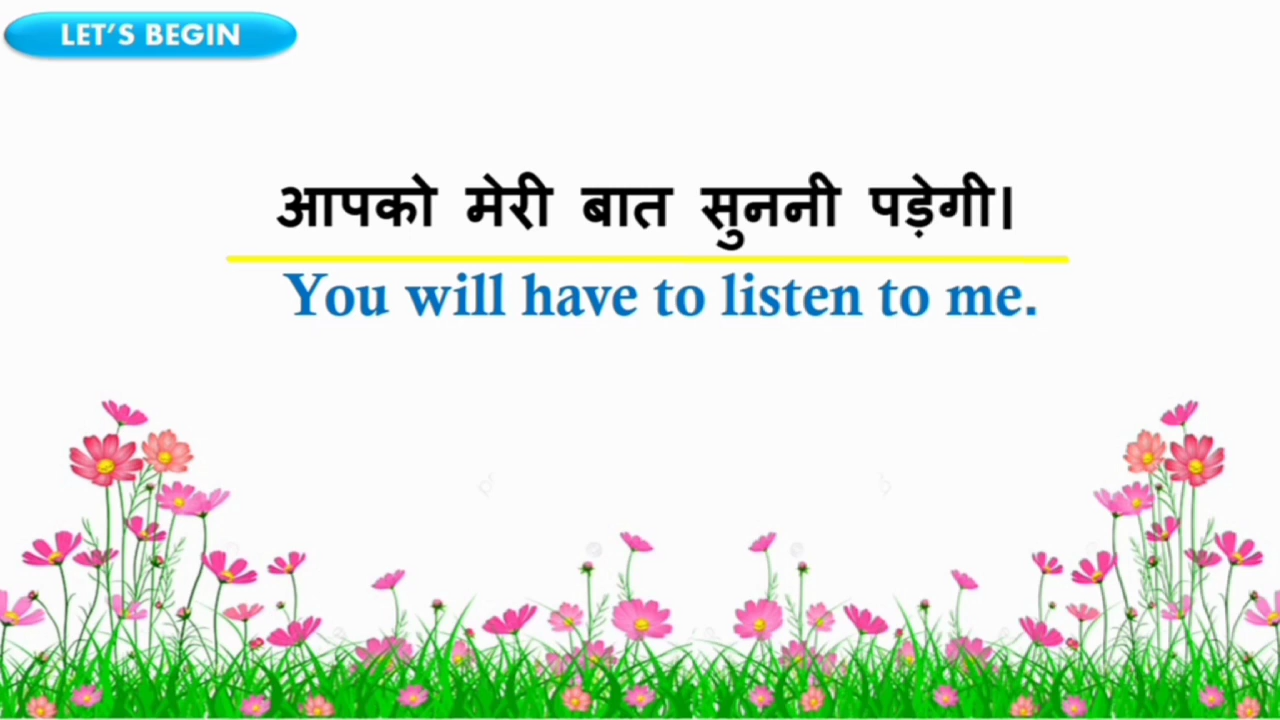 LET'S BEGIN
आपको मेरी बात सुननी पड़ेगी।
You will have to listen to me.